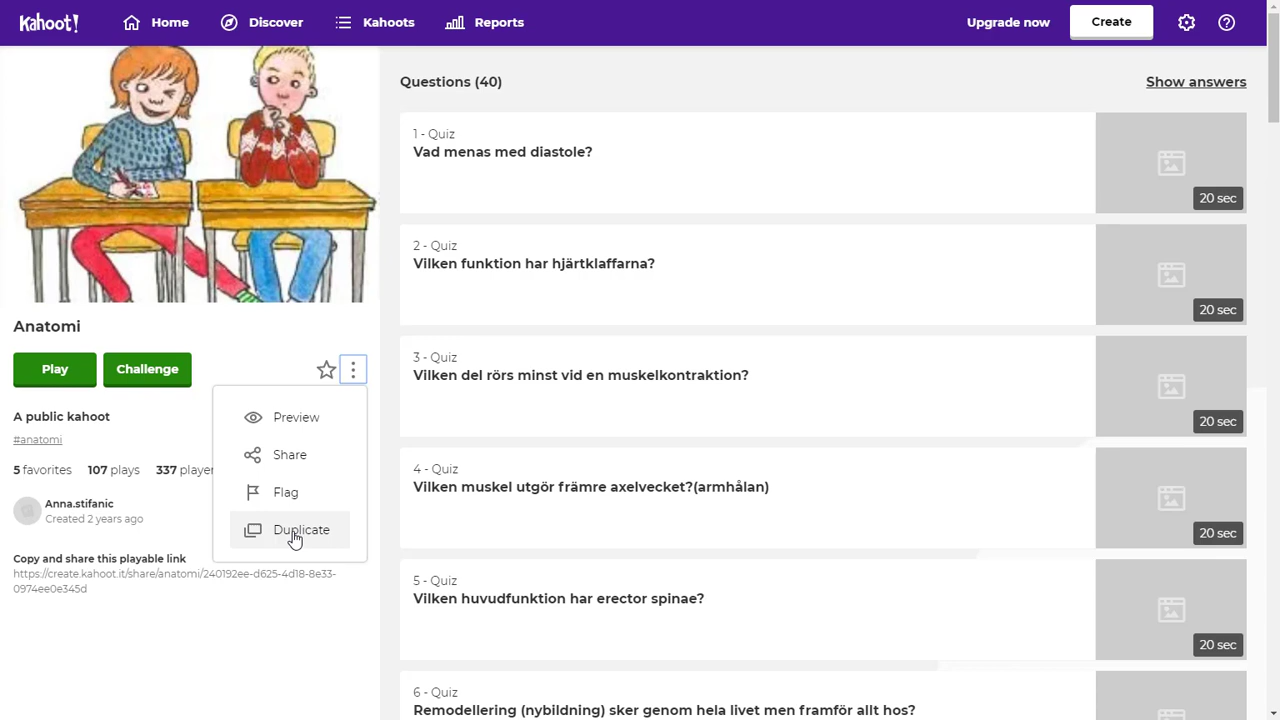 Kahoot! Home Discover Kahoots Reports Upgrade now Create
Anatomi
Play Challenge
Preview
Share
Flag
Duplicate
A public kahoot
#anatomi
5 favorites 107 plays 337 player
Anna.stifanic
Created 2 years ago
Copy and share this playable link
https://create.kahoot.it/share/anatomi/240192ee-d625-4d18-8e33-
0974ee0e345d
Questions (40) Show answers
1 - Quiz
Vad menas med diastole?
20 sec
2 - Quiz
Vilken funktion har hjärtklaffarna?
20 sec
3 - Quiz
Vilken del rörs minst vid en muskelkontraktion?
20 sec
4 - Quiz
Vilken muskel utgör främre axelvecket?(armhålan)
20 sec
5 - Quiz
Vilken huvudfunktion har erector spinae?
20 sec
6 - Quiz
Remodellering (nybildning) sker genom hela livet men framför allt hos?